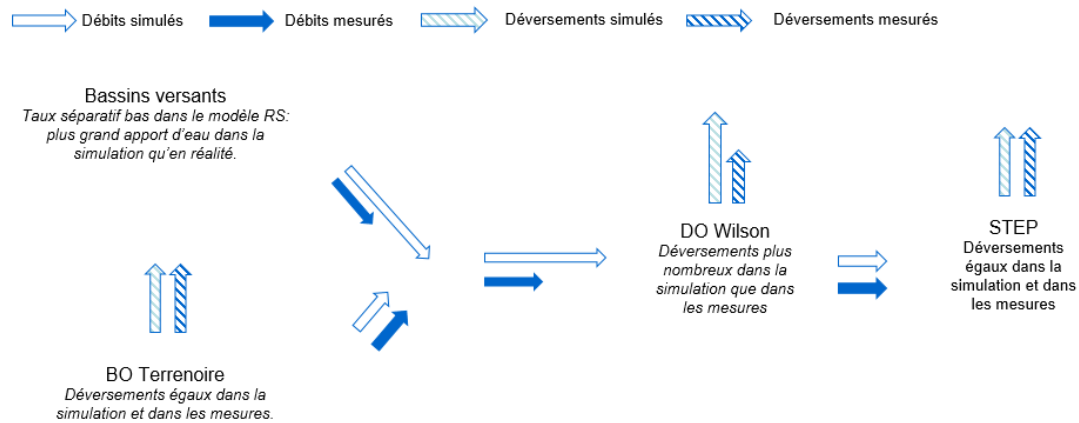 Débits simulés
Débits mesurés
Déversements simulés
Déversements mesurés
Bassins versants
Taux séparatif bas dans le modèle RS:
plus grand apport d'eau dans la
simulation qu'en réalité.
DO Wilson
Déversements plus
nombreux dans la
simulation que dans
les mesures
STEP
Déversements
égaux dans la
simulation et dans
les mesures
BO Terrenoire
Déversements égaux dans la
simulation et dans les mesures.